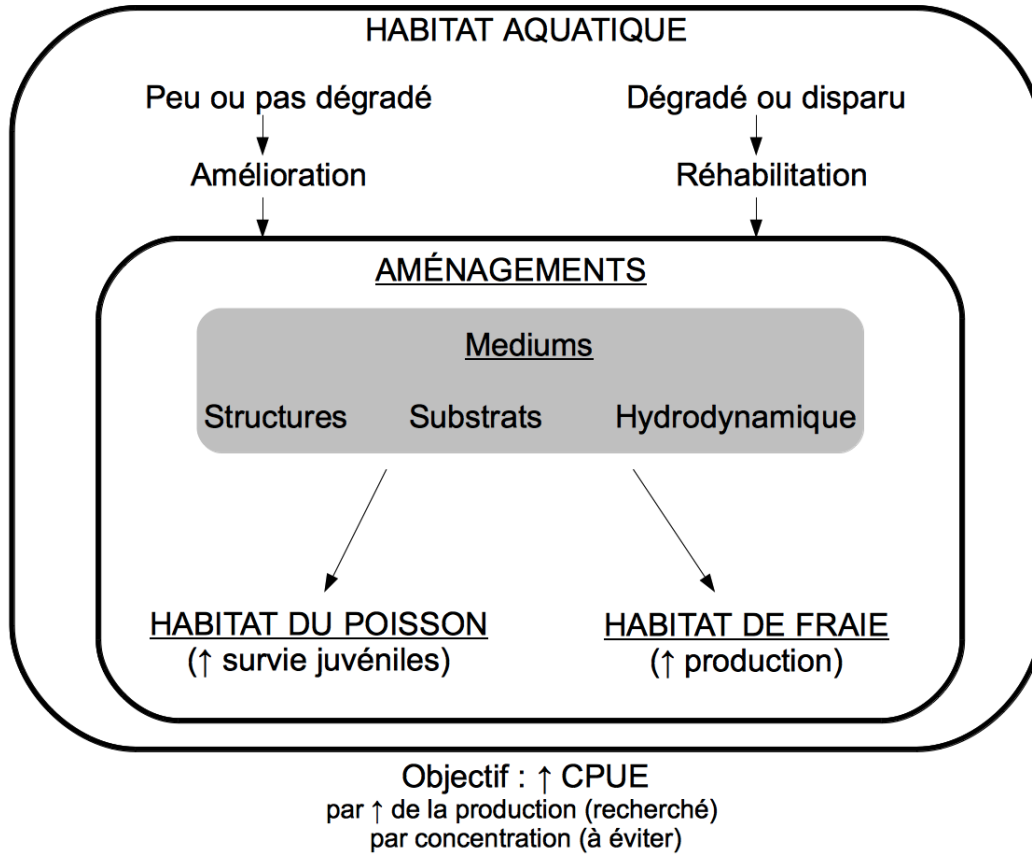 HABITAT AQUATIQUE
Peu ou pas dégradé
Dégradé ou disparu
Amélioration
Réhabilitation
AMÉNAGEMENTS
Mediums
Structures
Substrats
Hydrodynamique
HABITAT DU POISSON
(↑ survie juvéniles)
HABITAT DE FRAIE
(↑ production)
Objectif : ↑ CPUE
par ↑ de la production (recherché)
par concentration (à éviter)